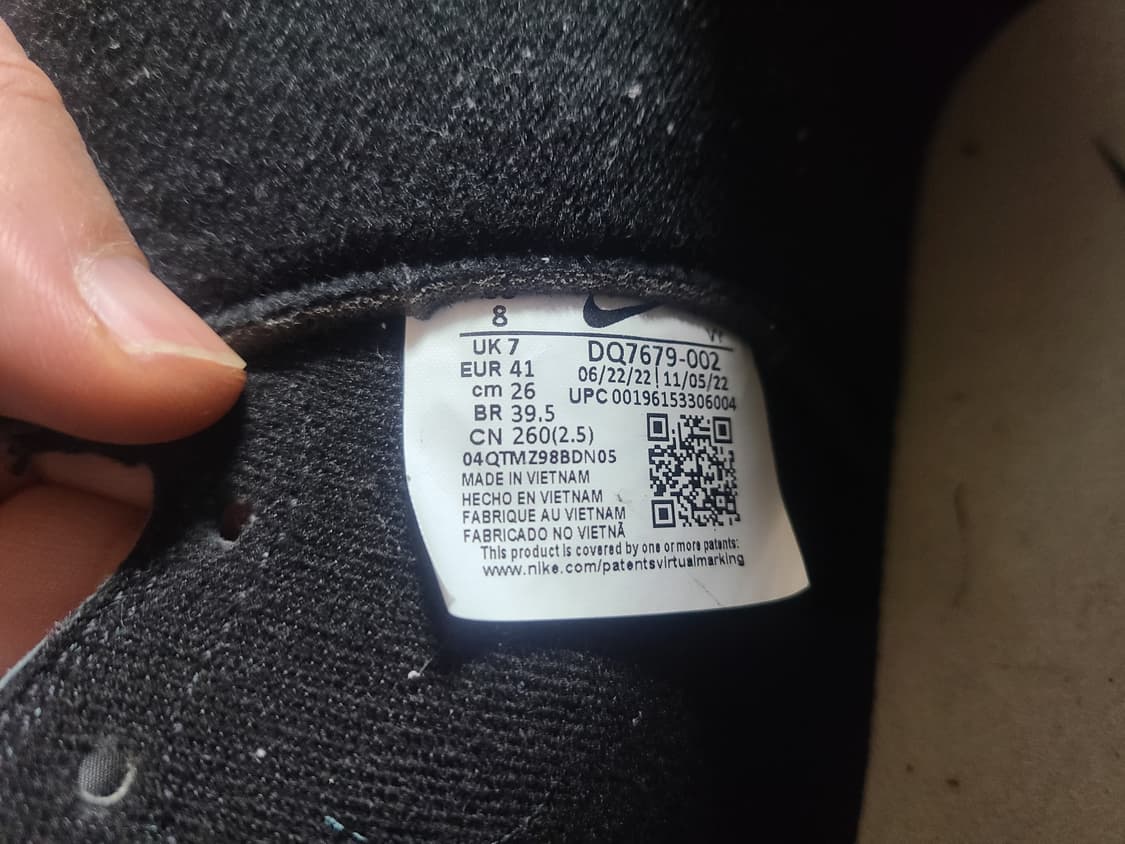 8
UK 7
EUR 41
cm 26
BR 39.5
CN 260(2.5)
DQ7679-002
06/22/22 | 11/05/22
UPC 00196153306004
04QTMZ98BDN05
MADE IN VIETNAM
HECHO EN VIETNAM
FABRIQUE AU VIETNAM
FABRICADO NO VIETNÃ
This product is covered by one or more patents:
www.nike.com/patentsvirtualmarking